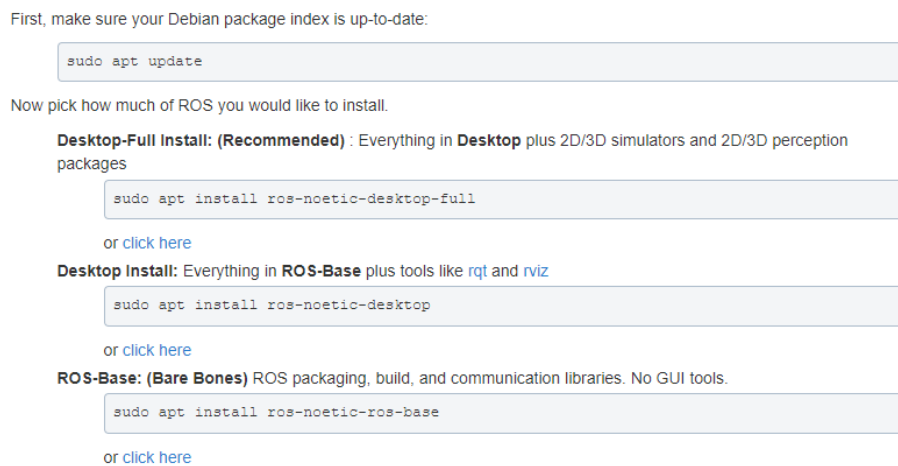 First, make sure your Debian package index is up-to-date:
sudo apt update
Now pick how much of ROS you would like to install.
Desktop-Full Install: (Recommended) : Everything in Desktop plus 2D/3D simulators and 2D/3D perception
packages
sudo apt install ros-noetic-desktop-full
or click here
Desktop Install: Everything in ROS-Base plus tools like rqt and rviz
sudo apt install ros-noetic-desktop
or click here
ROS-Base: (Bare Bones) ROS packaging, build, and communication libraries. No GUI tools.
sudo apt install ros-noetic-ros-base
or click here